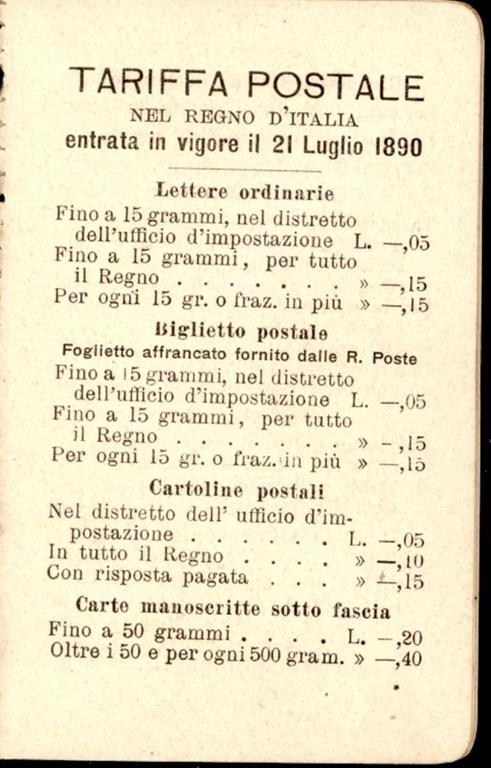 TARIFFA POSTALE
NEL REGNO D'ITALIA
entrata in vigore il 21 Luglio 1890
Lettere ordinarie
Fino a 15 grammi, nel distretto
dell'ufficio d'impostazione L. —,05
Fino a 15 grammi, per tutto
il Regno . . . . . . . » —,15
Per ogni 15 gr. o fraz. in più » —,15
Biglietto postale
Foglietto affrancato fornito dalle R. Poste
Fino a 15 grammi, nel distretto
dell'ufficio d'impostazione L. —,05
Fino a 15 grammi, per tutto
il Regno . . . . . . . » -,15
Per ogni 15 gr. o fraz. in più » —,15
Cartoline postali
Nel distretto dell' ufficio d'im-
postazione . . . . . . L. —,05
In tutto il Regno . . . . » —,10
Con risposta pagata . . . » —,15
Carte manoscritte sotto fascia
Fino a 50 grammi . . . . L. —,20
Oltre i 50 e per ogni 500 gram. » —,40
*